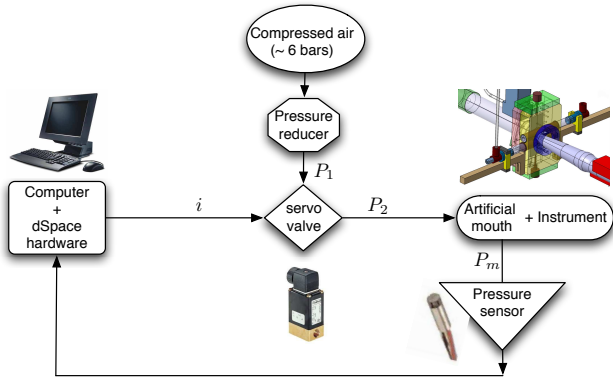 Compressed air
(~ 6 bars)
Pressure
reducer
P1
Computer
+
dSpace
hardware
i
servo
valve
P2
Artificial
mouth
+ Instrument
Pm
Pressure
sensor